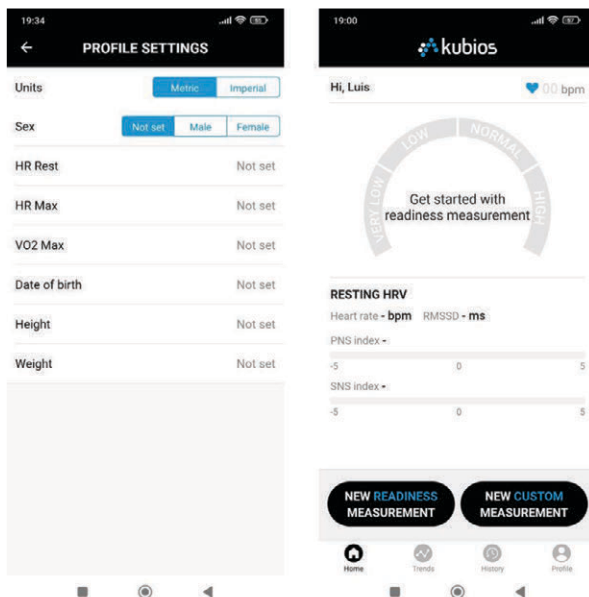 19:34
PROFILE SETTINGS
Units Metric Imperial
Sex Not set Male Female
HR Rest Not set
HR Max Not set
VO2 Max Not set
Date of birth Not set
Height Not set
Weight Not set
19:00
kubios
Hi, Luis 00 bpm
VERY LOW LOW NORMAL HIGH
Get started with
readiness measurement
RESTING HRV
Heart rate - bpm RMSSD - ms
PNS index -
-5 0 5
SNS index -
-5 0 5
NEW READINESS
MEASUREMENT
NEW CUSTOM
MEASUREMENT
Home Trends History Profile